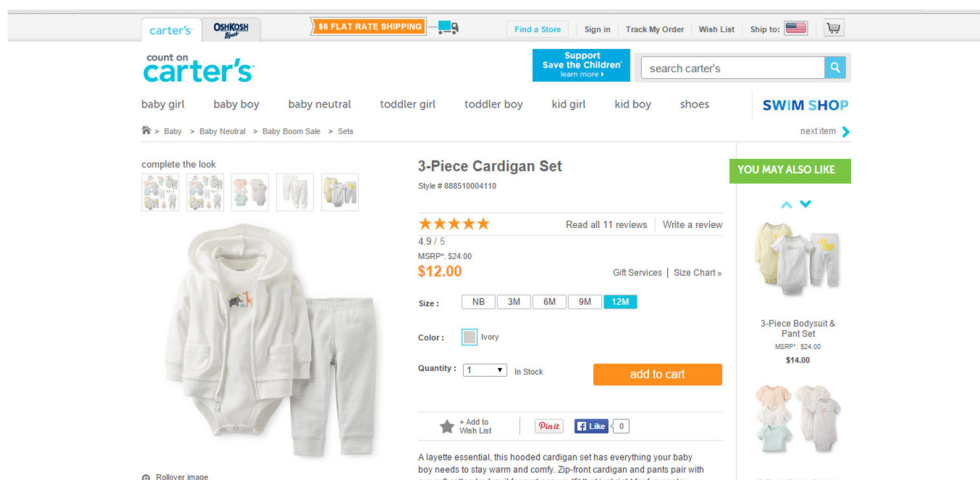 carter's
OSHKOSH
B'gosh
$6 FLAT RATE SHIPPING
Find a Store
Sign in
Track My Order
Wish List
Ship to:
count on
carter's
Support
Save the Children
learn more
search carter's
baby girl
baby boy
baby neutral
toddler girl
toddler boy
kid girl
kid boy
shoes
SWIM SHOP
> Baby > Baby Neutral > Baby Boom Sale > Sets
next item
complete the look
3-Piece Cardigan Set
Style # 888510004110
4.9 / 5
Read all 11 reviews
Write a review
MSRP*: $24.00
$12.00
Gift Services | Size Chart »
Size :
NB
3M
6M
9M
12M
Color :
Ivory
Quantity :
1
In Stock
add to cart
+ Add to
Wish List
Pin it
Like
0
A layette essential, this hooded cardigan set has everything your baby
boy needs to stay warm and comfy. Zip-front cardigan and pants pair with
Rollover image
YOU MAY ALSO LIKE
3-Piece Bodysuit &
Pant Set
MSRP*: $24.00
$14.00